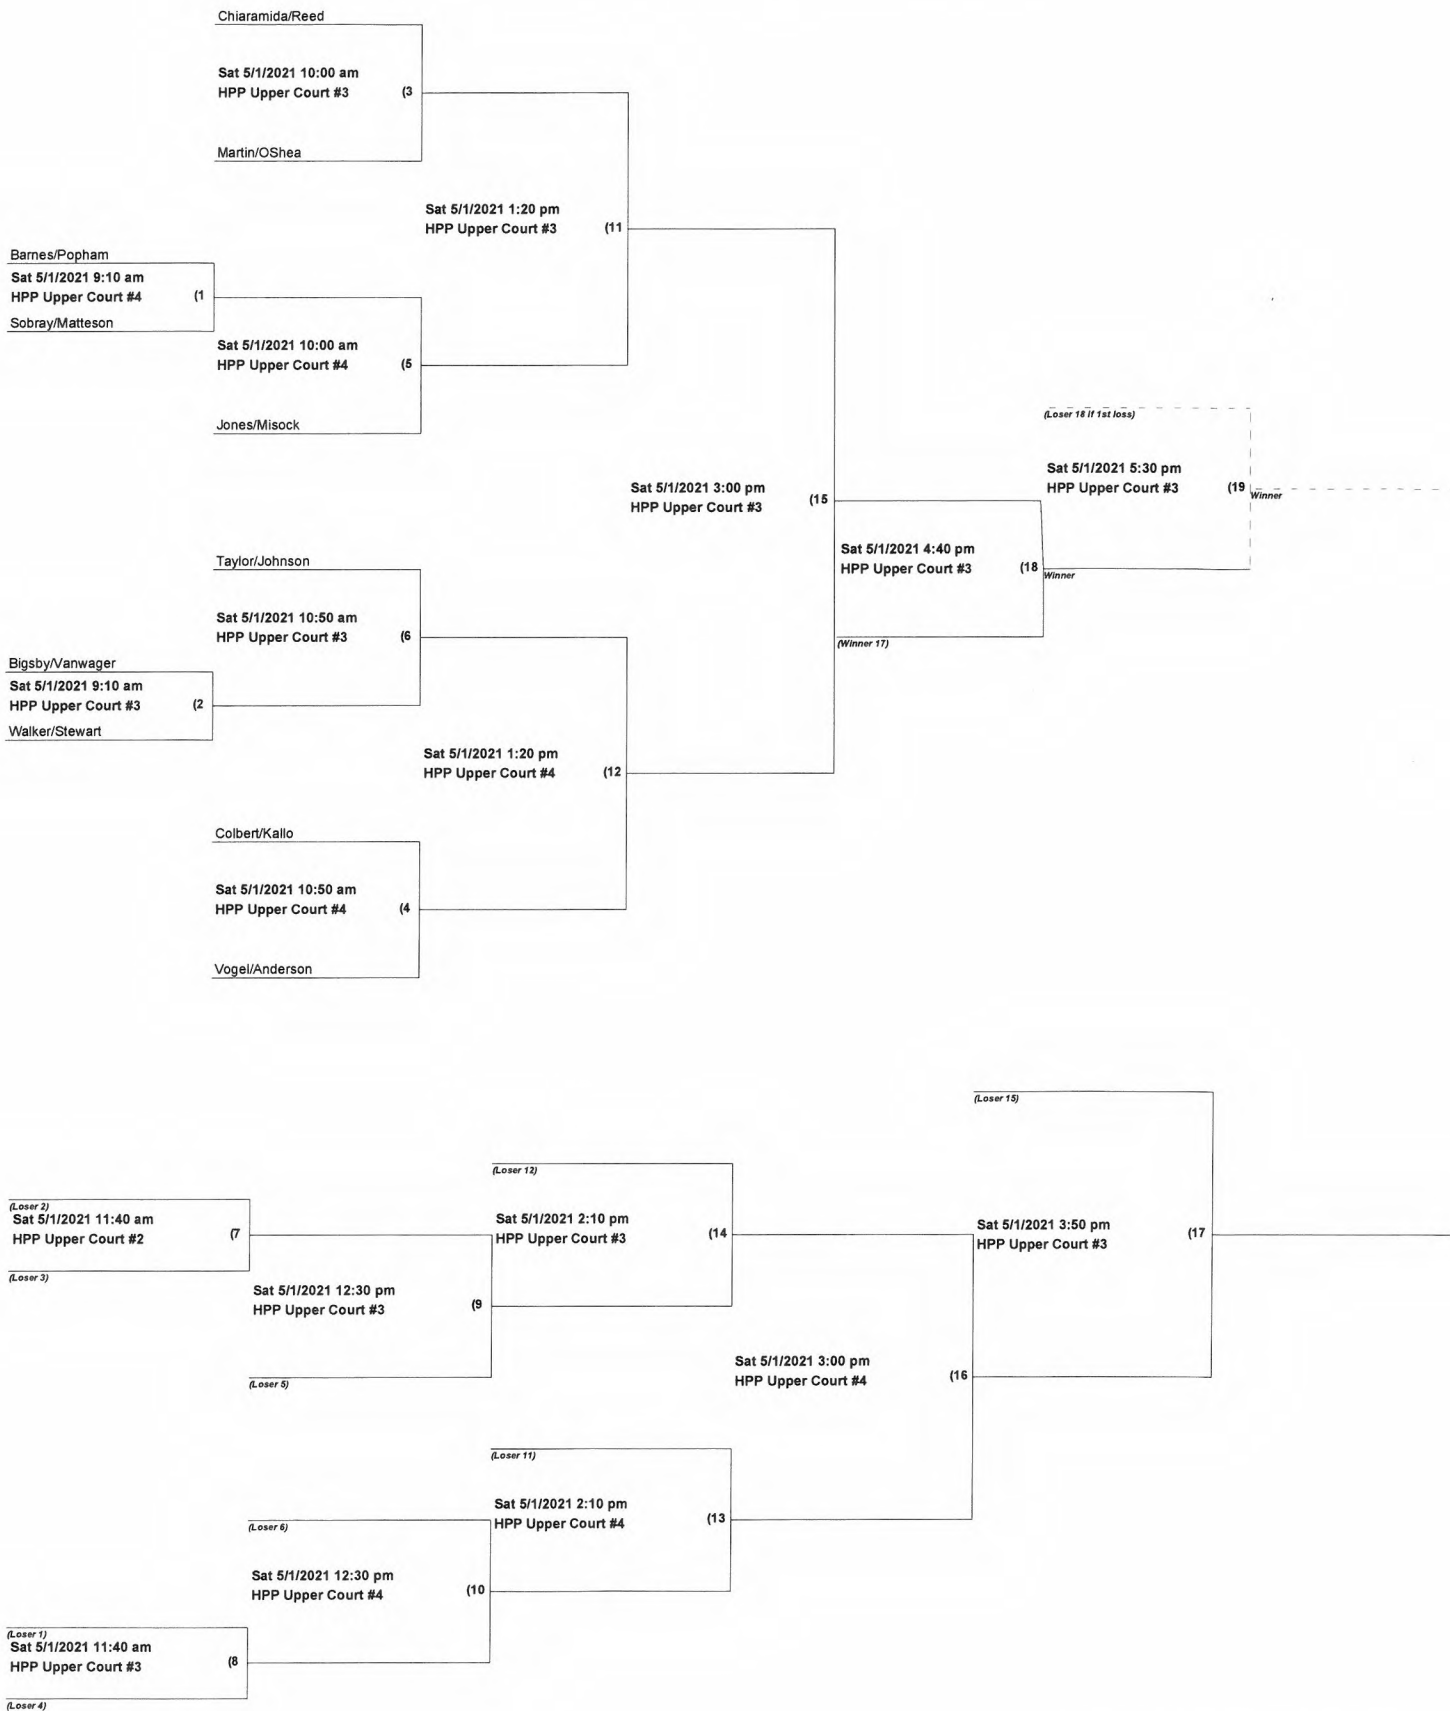 Chiaramida/Reed
Sat 5/1/2021 10:00 am
HPP Upper Court #3 (3
Martin/OShea
Sat 5/1/2021 1:20 pm
HPP Upper Court #3 (11
Barnes/Popham
Sat 5/1/2021 9:10 am
HPP Upper Court #4 (1
Sobray/Matteson
Sat 5/1/2021 10:00 am
HPP Upper Court #4 (5
Jones/Misock
(Loser 18 if 1st loss)
Sat 5/1/2021 5:30 pm
HPP Upper Court #3 (19
Winner
Sat 5/1/2021 3:00 pm
HPP Upper Court #3 (15
Sat 5/1/2021 4:40 pm
HPP Upper Court #3 (18
Winner
(Winner 17)
Taylor/Johnson
Sat 5/1/2021 10:50 am
HPP Upper Court #3 (6
Bigsby/Vanwager
Sat 5/1/2021 9:10 am
HPP Upper Court #3 (2
Walker/Stewart
Sat 5/1/2021 1:20 pm
HPP Upper Court #4 (12
Colbert/Kallo
Sat 5/1/2021 10:50 am
HPP Upper Court #4 (4
Vogel/Anderson
(Loser 15)
(Loser 12)
(Loser 2)
Sat 5/1/2021 11:40 am
HPP Upper Court #2 (7
(Loser 3)
Sat 5/1/2021 2:10 pm
HPP Upper Court #3 (14
Sat 5/1/2021 3:50 pm
HPP Upper Court #3 (17
Sat 5/1/2021 12:30 pm
HPP Upper Court #3 (9
(Loser 5)
Sat 5/1/2021 3:00 pm
HPP Upper Court #4 (16
(Loser 11)
Sat 5/1/2021 2:10 pm
HPP Upper Court #4 (13
(Loser 6)
Sat 5/1/2021 12:30 pm
HPP Upper Court #4 (10
(Loser 1)
Sat 5/1/2021 11:40 am
HPP Upper Court #3 (8
(Loser 4)